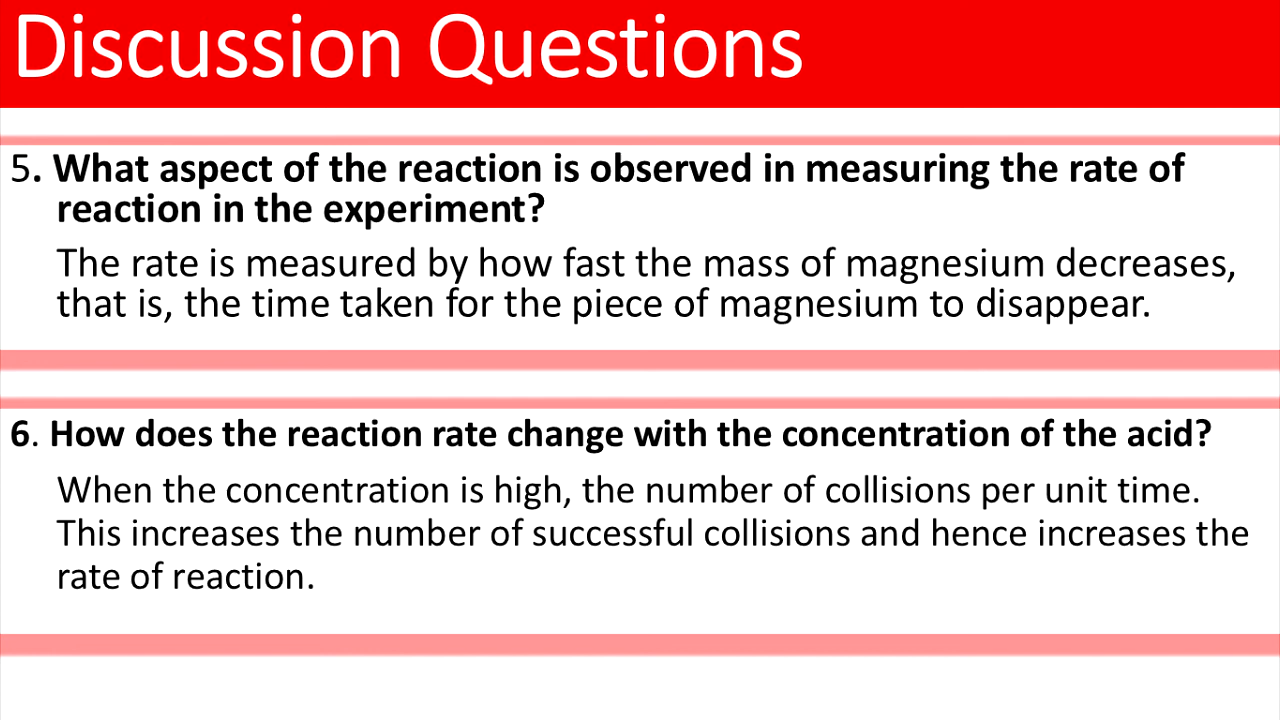 Discussion Questions
5. What aspect of the reaction is observed in measuring the rate of
reaction in the experiment?
The rate is measured by how fast the mass of magnesium decreases,
that is, the time taken for the piece of magnesium to disappear.
6. How does the reaction rate change with the concentration of the acid?
When the concentration is high, the number of collisions per unit time.
This increases the number of successful collisions and hence increases the
rate of reaction.